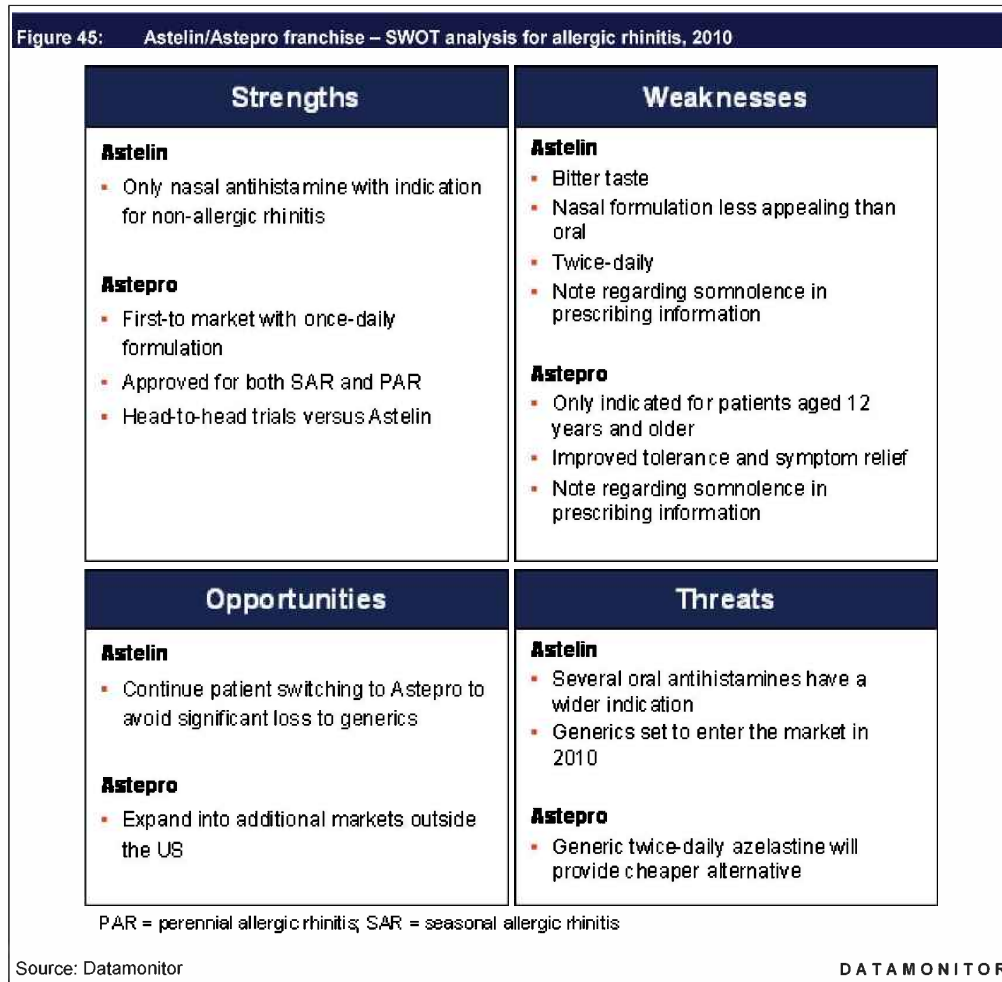 Figure 45: Astelin/Astepro franchise – SWOT analysis for allergic rhinitis, 2010
Strengths
Astelin
▪ Only nasal antihistamine with indication
for non-allergic rhinitis
Astepro
▪ First-to market with once-daily
formulation
▪ Approved for both SAR and PAR
▪ Head-to-head trials versus Astelin
Weaknesses
Astelin
▪ Bitter taste
▪ Nasal formulation less appealing than
oral
▪ Twice-daily
▪ Note regarding somnolence in
prescribing information
Astepro
▪ Only indicated for patients aged 12
years and older
▪ Improved tolerance and symptom relief
▪ Note regarding somnolence in
prescribing information
Opportunities
Astelin
▪ Continue patient switching to Astepro to
avoid significant loss to generics
Astepro
▪ Expand into additional markets outside
the US
Threats
Astelin
▪ Several oral antihistamines have a
wider indication
▪ Generics set to enter the market in
2010
Astepro
▪ Generic twice-daily azelastine will
provide cheaper alternative
PAR = perennial allergic rhinitis; SAR = seasonal allergic rhinitis
Source: Datamonitor
DATAMONITOR